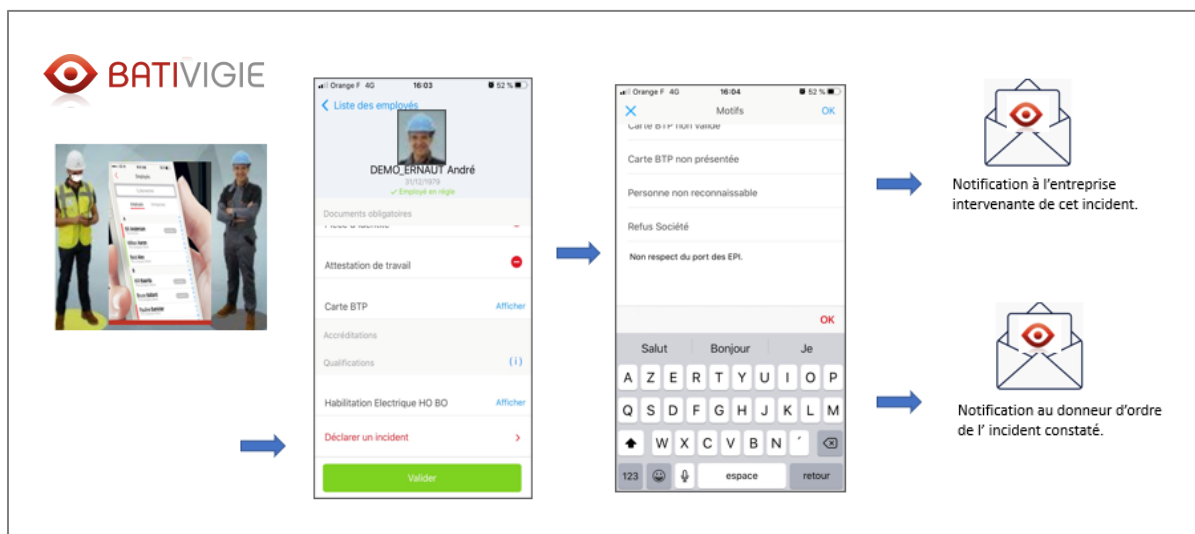 BATIVIGIE
Orange F 4G 16:03 52 %
Liste des employés
DEMO_ERNAUT André
31/12/1979
Employé en règle
Documents obligatoires
Attestation de travail
Carte BTP Afficher
Accréditations
Qualifications (i)
Habilitation Electrique HO BO Afficher
Déclarer un incident
Valider
Orange F 4G 16:04 52 %
Motifs OK
Carte BTP non valide
Carte BTP non présentée
Personne non reconnaissable
Refus Société
Non respect du port des EPI.
OK
Salut Bonjour Je
A Z E R T Y U I O P
Q S D F G H J K L M
W X C V B N ´
123 espace retour
Notification à l'entreprise
intervenante de cet incident.
Notification au donneur d'ordre
de l' incident constaté.